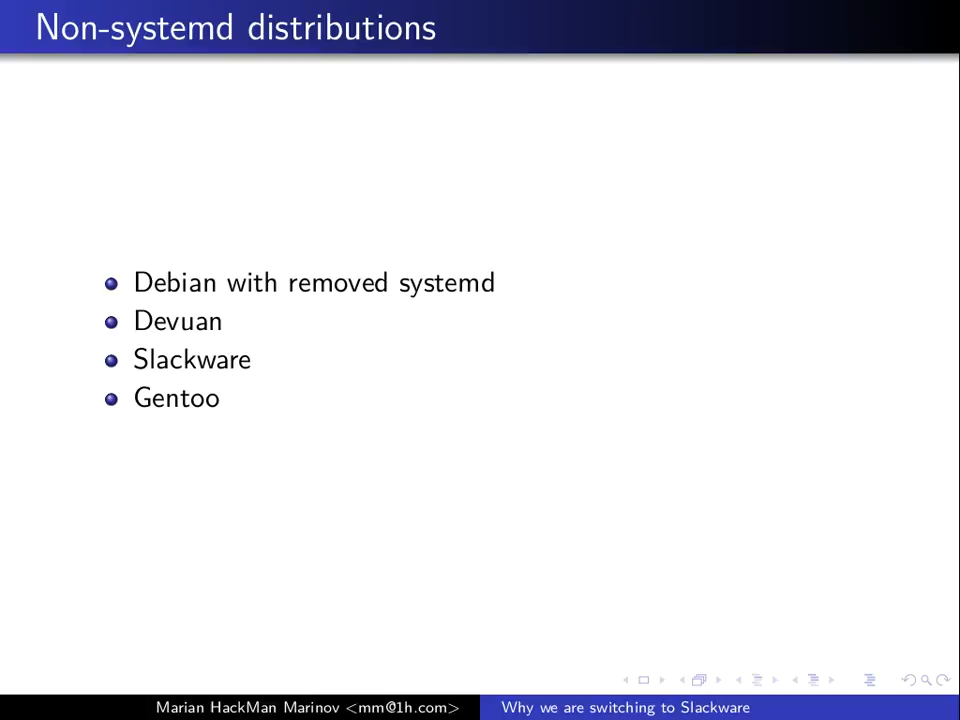 Non-systemd distributions
Debian with removed systemd
Devuan
Slackware
Gentoo
Marian HackMan Marinov <mm@1h.com>
Why we are switching to Slackware